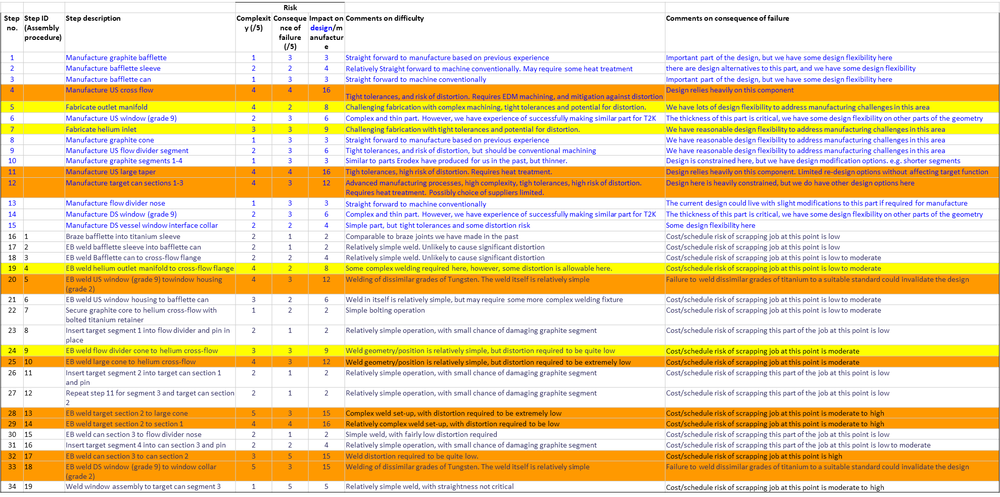 Risk
Step no. Step ID (Assembly procedure) Step description Complexity (/5) Consequence of failure (/5) Impact on design/manufacture Comments on difficulty Comments on consequence of failure
1 Manufacture graphite bafflette 1 3 3 Straight forward to manufacture based on previous experience Important part of the design, but we have some design flexibility here
2 Manufacture bafflette sleeve 2 2 4 Relatively Straight forward to machine conventionally. May require some heat treatment there are design alternatives to this part, and we have some design flexibility
3 Manufacture bafflette can 1 3 3 Straight forward to machine conventionally Important part of the design, but we have some design flexibility here
4 Manufacture US cross flow 4 4 16 Tight tolerances, and risk of distortion. Requires EDM machining, and mitigation against distortion Design relies heavily on this component
5 Fabricate outlet manifold 4 2 8 Challenging fabrication with complex machining, tight tolerances and potential for distortion. We have lots of design flexibility to address manufacturing challenges in this area
6 Manufacture US window (grade 9) 2 3 6 Complex and thin part. However, we have experience of successfully making similar part for T2K The thickness of this part is critical, we have some design flexibility on other parts of the geometry
7 Fabricate helium inlet 3 3 9 Challenging fabrication with tight tolerances and potential for distortion. We have reasonable design flexibility to address manufacturing challenges in this area
8 Manufacture graphite cone 1 3 3 Straight forward to manufacture based on previous experience We have reasonable design flexibility to address manufacturing challenges in this area
9 Manufacture US flow divider segment 2 3 6 Tight tolerances, and risk of distortion, but should be conventional machining We have reasonable design flexibility to address manufacturing challenges in this area
10 Manufacture graphite segments 1-4 1 3 3 Similar to parts Erodex have produced for us in the past, but thinner. Design is constrained here, but we have design modification options. e.g. shorter segments
11 Manufacture US large taper 4 4 16 Tigh tolerances, high risk of distortion. Requires heat treatment. Design relies heavily on this component. Limited re-design options without affecting target function
12 Manufacture target can sections 1-3 4 3 12 Advanced manufacturing processes, high complexity, tigh tolerances, high risk of distortion. Design here is heavily constrained, but we do have other design options here
Requires heat treatment. Possibly choice of suppliers limited.
13 Manufacture flow divider nose 1 3 3 Straight forward to machine conventionally The current design could live with slight modifications to this part if required for manufacture
14 Manufacture DS window (grade 9) 2 3 6 Complex and thin part. However, we have experience of successfully making similar part for T2K The thickness of this part is critical, we have some design flexibility on other parts of the geometry
15 Manufacture DS vessel window interface collar 2 2 4 Simple part, but tight tolerances and some distortion risk Some design flexibility here
16 1 Braze bafflette into titanium sleeve 2 1 2 Comparable to braze joints we have made in the past Cost/schedule risk of scrapping job at this point is low
17 2 EB weld bafflette sleeve into bafflette can 2 1 2 Relatively simple weld. Unlikely to cause significant distortion Cost/schedule risk of scrapping job at this point is low
18 3 EB weld Bafflette can to cross-flow flange 2 2 4 Relatively simple weld. Unlikely to cause significant distortion Cost/schedule risk of scrapping job at this point is low to moderate
19 4 EB weld helium outlet manifold to cross-flow flange 4 2 8 Some complex welding required here, however, some distortion is allowable here. Cost/schedule risk of scrapping job at this point is low to moderate
20 5 EB weld US window (grade 9) towindow housing 4 3 12 Welding of dissimilar grades of Tungsten. The weld itself is relatively simple Failure to weld dissimilar grades of titanium to a suitable standard could invalidate the design
(grade 2)
21 6 EB weld US window housing to bafflette can 3 2 6 Weld in itself is relatively simple, but may require some more complex welding fixture Cost/schedule risk of scrapping job at this point is low to moderate
22 7 Secure graphite core to helium cross-flow with 1 2 2 Simple bolting operation Cost/schedule risk of scrapping job at this point is low to moderate
bolted titanium retainer
23 8 Insert target segment 1 into flow divider and pin in 2 1 2 Relatively simple operation, with small chance of damaging graphite segment Cost/schedule risk of scrapping this part of the job at this point is low
place
24 9 EB weld flow divider cone to helium cross-flow 3 3 9 Weld geometry/position is relatively simple, but distortion required to be quite low Cost/schedule risk of scrapping job at this point is moderate
25 10 EB weld large cone to helium cross-flow 4 3 12 Weld geometry/position is relatively simple, but distortion required to be extremely low Cost/schedule risk of scrapping job at this point is moderate
26 11 Insert target segment 2 into target can section 1 2 1 2 Relatively simple operation, with small chance of damaging graphite segment Cost/schedule risk of scrapping this part of the job at this point is low
and pin
27 12 Repeat step 11 for segment 3 and target can section 2 1 2 Relatively simple operation, with small chance of damaging graphite segment Cost/schedule risk of scrapping this part of the job at this point is low
2
28 13 EB weld target section 2 to large cone 5 3 15 Complex weld set-up, with distortion required to be extremely low Cost/schedule risk of scrapping job at this point is moderate to high
29 14 EB weld target section 2 to section 1 4 4 16 Relatively complex weld set-up, with distortion required to be low Cost/schedule risk of scrapping job at this point is moderate to high
30 15 EB weld can section 3 to flow divider nose 2 1 2 Simple weld, with fairly low distortion required Cost/schedule risk of scrapping this part of the job at this point is low
31 16 Insert target segment 4 into can section 3 and pin 2 2 4 Relatively simple operation, with small chance of damaging graphite segment Cost/schedule risk of scrapping this part of the job at this point is low to moderate
32 17 EB weld can section 3 to can section 2 3 5 15 Weld distortion required to be quite low. Cost/schedule risk of scrapping job at this point is high
33 18 EB weld DS window (grade 9) to window collar 5 3 15 Welding of dissimilar grades of Tungsten. The weld itself is relatively simple Failure to weld dissimilar grades of titanium to a suitable standard could invalidate the design
(grade 2)
34 19 Weld window assembly to target can segment 3 1 5 5 Relatively simple weld, with straightness not critical Cost/schedule risk of scrapping job at this point is moderate to high